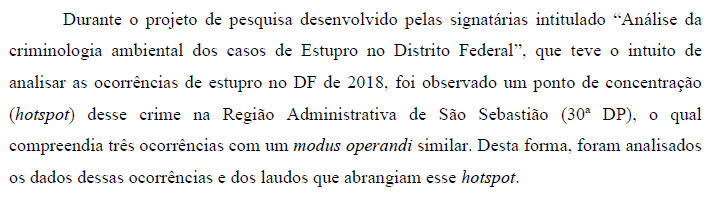 Durante o projeto de pesquisa desenvolvido pelas signatárias intitulado “Análise da
criminologia ambiental dos casos de Estupro no Distrito Federal”, que teve o intuito de
analisar as ocorrências de estupro no DF de 2018, foi observado um ponto de concentração
(hotspot) desse crime na Região Administrativa de São Sebastião (30ª DP), o qual
compreendia três ocorrências com um modus operandi similar. Desta forma, foram analisados
os dados dessas ocorrências e dos laudos que abrangiam esse hotspot.